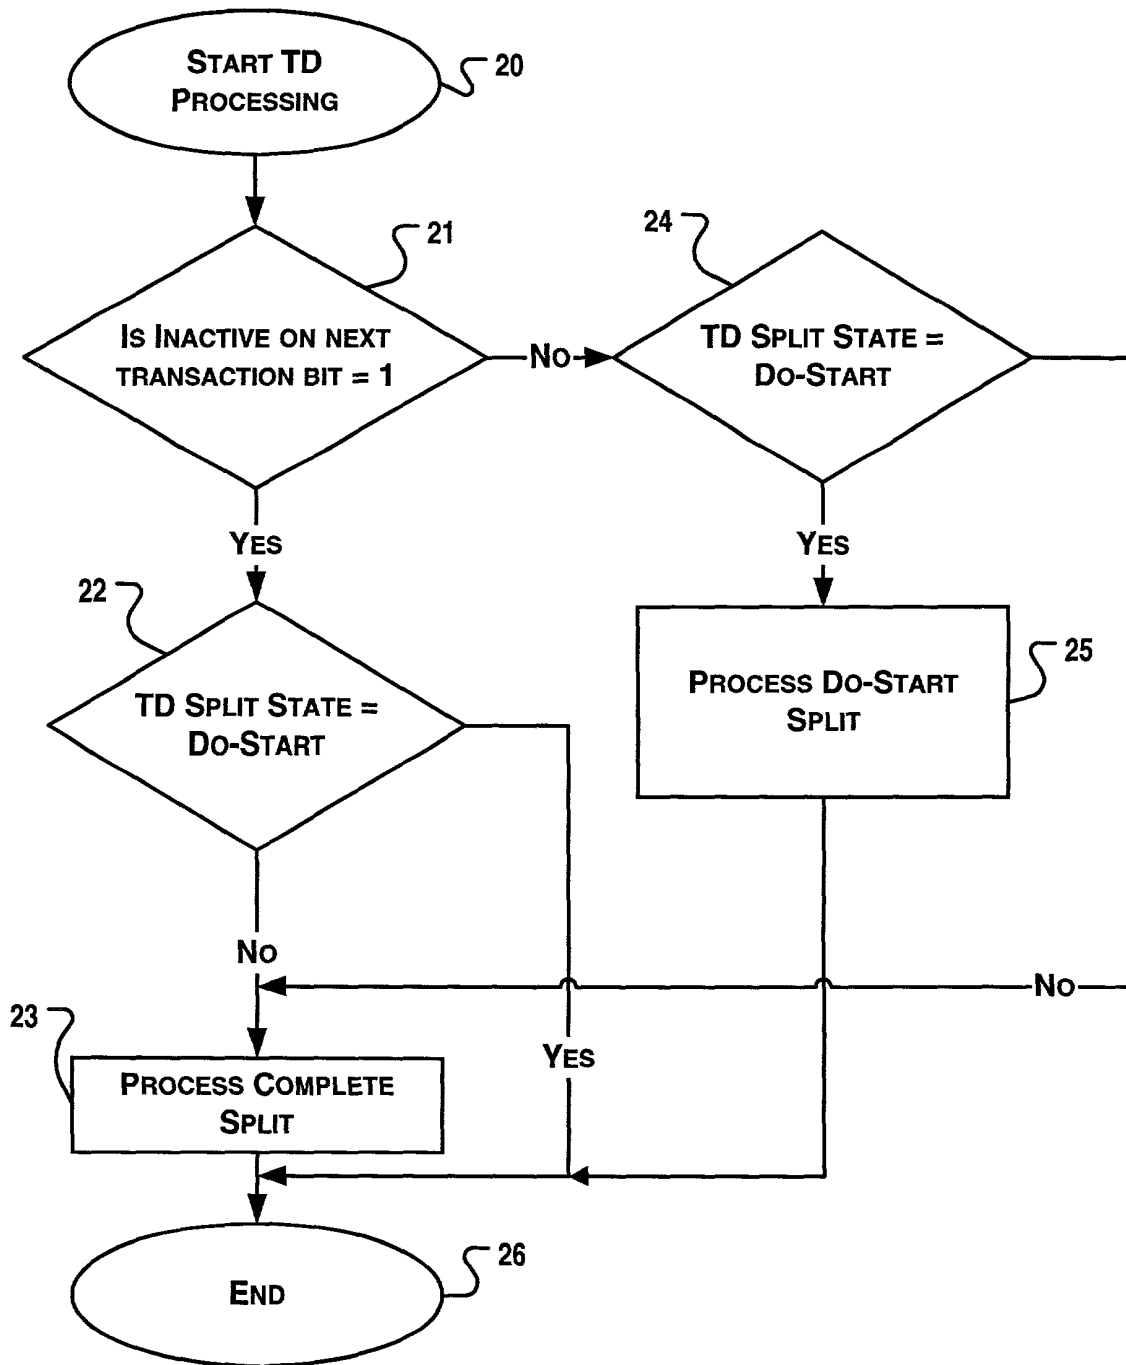 START TD
PROCESSING
20
IS INACTIVE ON NEXT
TRANSACTION BIT = 1
21
NO
TD SPLIT STATE =
DO-START
24
YES
YES
22
TD SPLIT STATE =
DO-START
PROCESS DO-START
SPLIT
25
NO
NO
23
YES
PROCESS COMPLETE
SPLIT
END
26